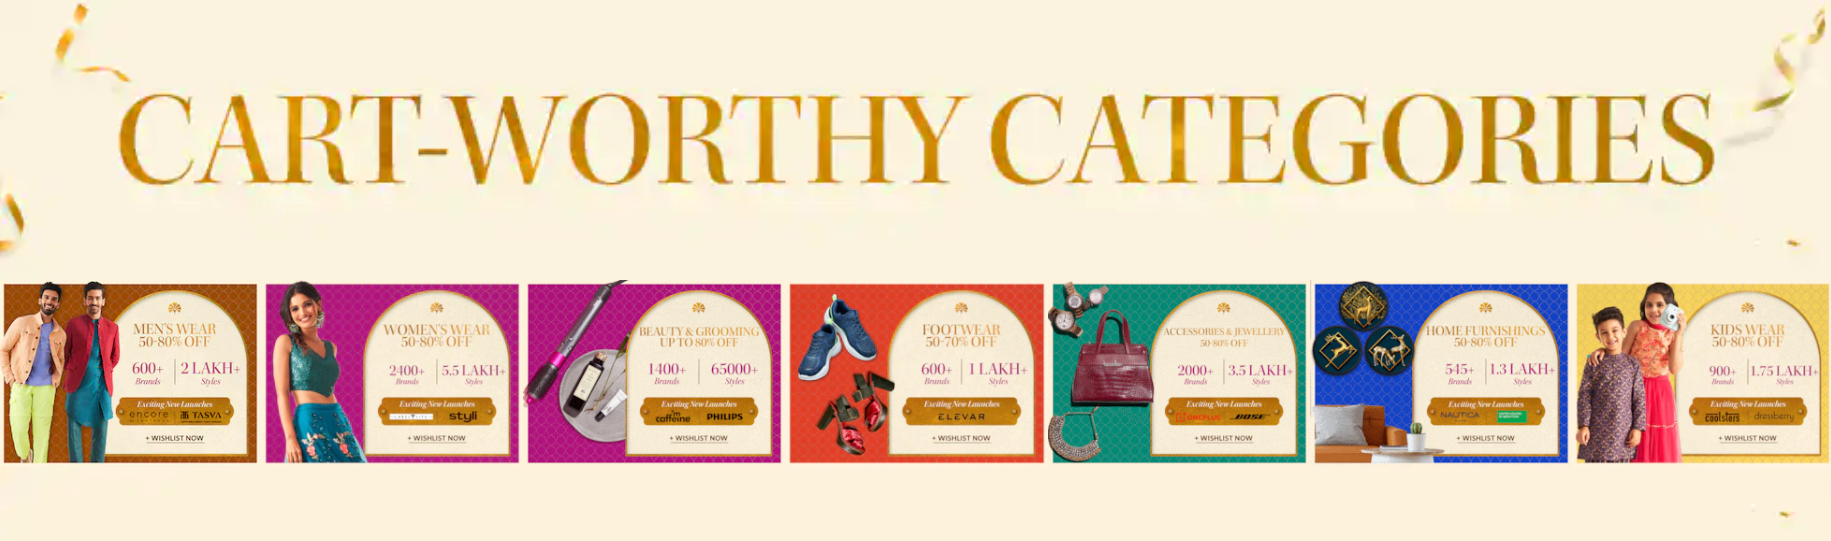 CART-WORTHY CATEGORIES
MEN'S WEAR
50-80% OFF
600+ 2 LAKH+
Brands Styles
Exciting New Launches
encore TASVA
+ WISHLIST NOW
WOMEN'S WEAR
50-80% OFF
2400+ 5.5 LAKH+
Brands Styles
Exciting New Launches
styli
+ WISHLIST NOW
BEAUTY & GROOMING
UP TO 80% OFF
1400+ 65000+
Brands Styles
Exciting New Launches
I'm caffeine PHILIPS
+ WISHLIST NOW
FOOTWEAR
50-70% OFF
600+ 1 LAKH+
Brands Styles
Exciting New Launches
ELEVAR
+ WISHLIST NOW
ACCESSORIES & JEWELLERY
50-80% OFF
2000+ 3.5 LAKH+
Brands Styles
Exciting New Launches
ONEPLUS BOSE
+ WISHLIST NOW
HOME FURNISHINGS
50-80% OFF
545+ 1.3 LAKH+
Brands Styles
Exciting New Launches
NAUTICA
+ WISHLIST NOW
KIDS WEAR
50-80% OFF
900+ 1.75 LAKH+
Brands Styles
Exciting New Launches
coolsters dressberry
+ WISHLIST NOW